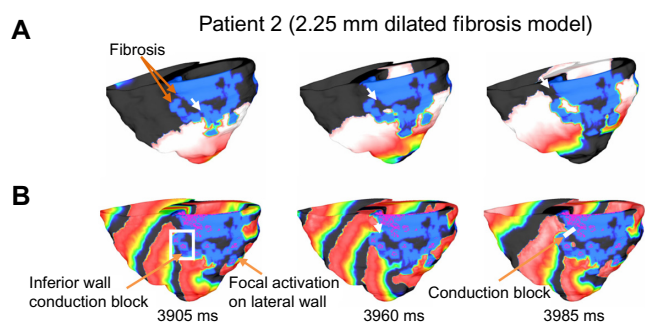 Patient 2 (2.25 mm dilated fibrosis model)
A
Fibrosis
B
Inferior wall
conduction block
Focal activation
on lateral wall
Conduction block
3905 ms
3960 ms
3985 ms